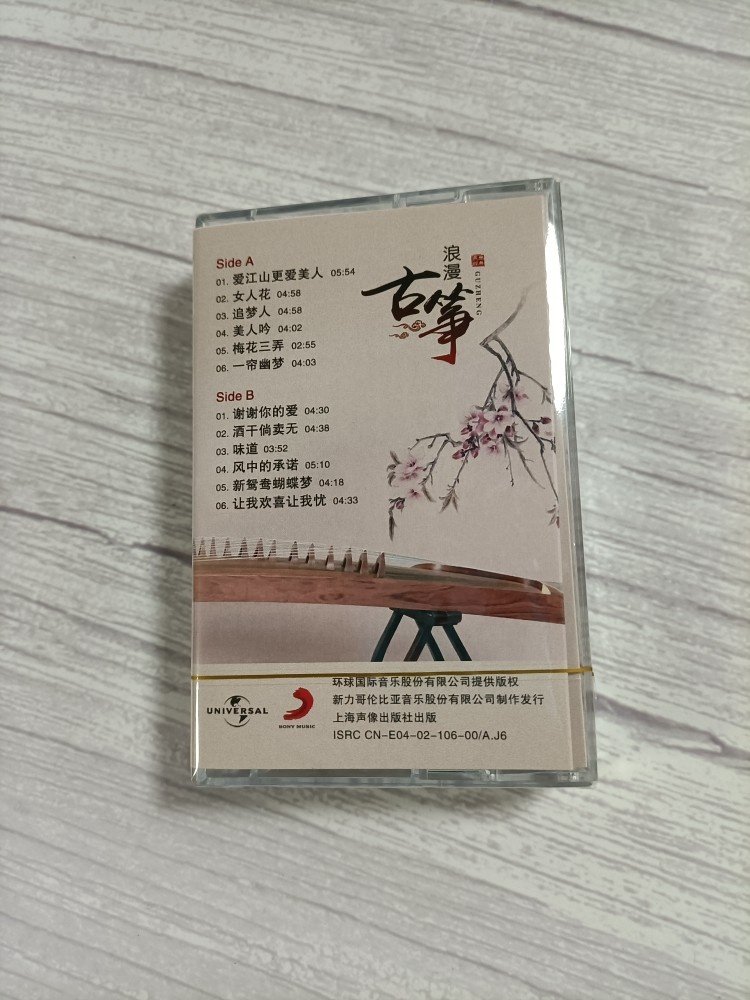 Side A
01. 爱江山更爱美人 05:54
02. 女人花 04:58
03. 追梦人 04:58
04. 美人吟 04:02
05. 梅花三弄 02:55
06. 一帘幽梦 04:03
浪漫
古筝
GUZHENG
Side B
01. 谢谢你的爱 04:30
02. 酒干倘卖无 04:38
03. 味道 03:52
04. 风中的承诺 05:10
05. 新鸳鸯蝴蝶梦 04:18
06. 让我欢喜让我忧 04:33
UNIVERSAL
SONY MUSIC
环球国际音乐股份有限公司提供版权
新力哥伦比亚音乐股份有限公司制作发行
上海声像出版社出版
ISRC CN-E04-02-106-00/A.J6